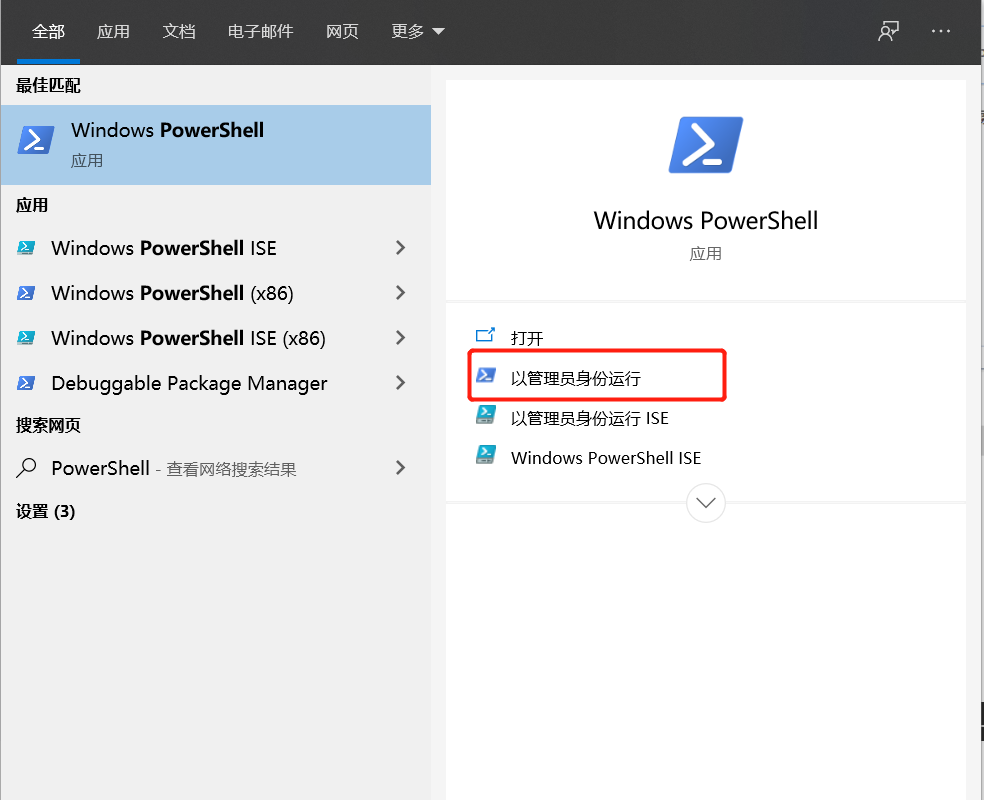 全部 应用 文档 电子邮件 网页 更多
最佳匹配
Windows PowerShell
应用
应用
Windows PowerShell ISE
Windows PowerShell (x86)
Windows PowerShell ISE (x86)
Debuggable Package Manager
搜索网页
PowerShell - 查看网络搜索结果
设置 (3)
Windows PowerShell
应用
打开
以管理员身份运行
以管理员身份运行 ISE
Windows PowerShell ISE